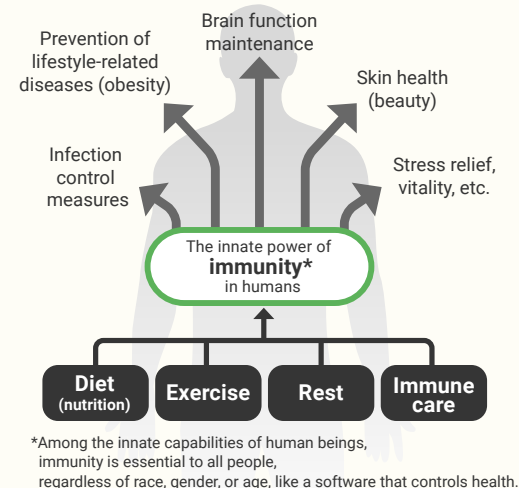 Brain function
maintenance
Prevention of
lifestyle-related
diseases (obesity)
Skin health
(beauty)
Infection
control
measures
Stress relief,
vitality, etc.
The innate power of
immunity*
in humans
Diet
(nutrition)
Exercise
Rest
Immune
care
*Among the innate capabilities of human beings,
immunity is essential to all people,
regardless of race, gender, or age, like a software that controls health.